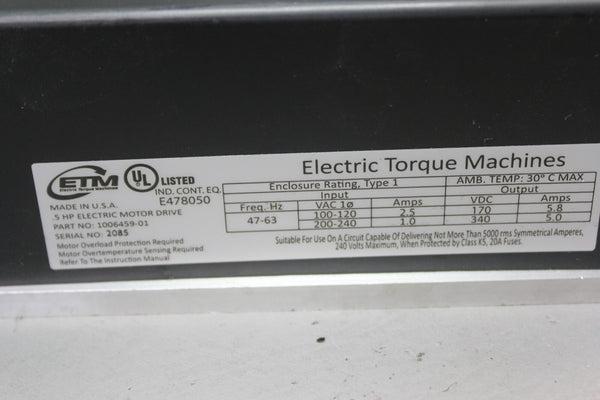 ETM
Electric Torque Machines
UL LISTED
IND. CONT. EQ.
E478050
MADE IN U.S.A.
.5 HP ELECTRIC MOTOR DRIVE
PART NO: 1006459-01
SERIAL NO: 2085
Motor Overload Protection Required
Motor Overtemperature Sensing Required
Refer To The Instruction Manual
Electric Torque Machines
Enclosure Rating, Type 1 AMB. TEMP: 30° C MAX
Input Output
Freq. Hz VAC 1ø Amps VDC Amps
47-63 100-120 2.5 170 5.8
200-240 1.0 340 5.0
Suitable For Use On A Circuit Capable Of Delivering Not More Than 5000 rms Symmetrical Amperes,
240 Volts Maximum, When Protected by Class K5, 20A Fuses.